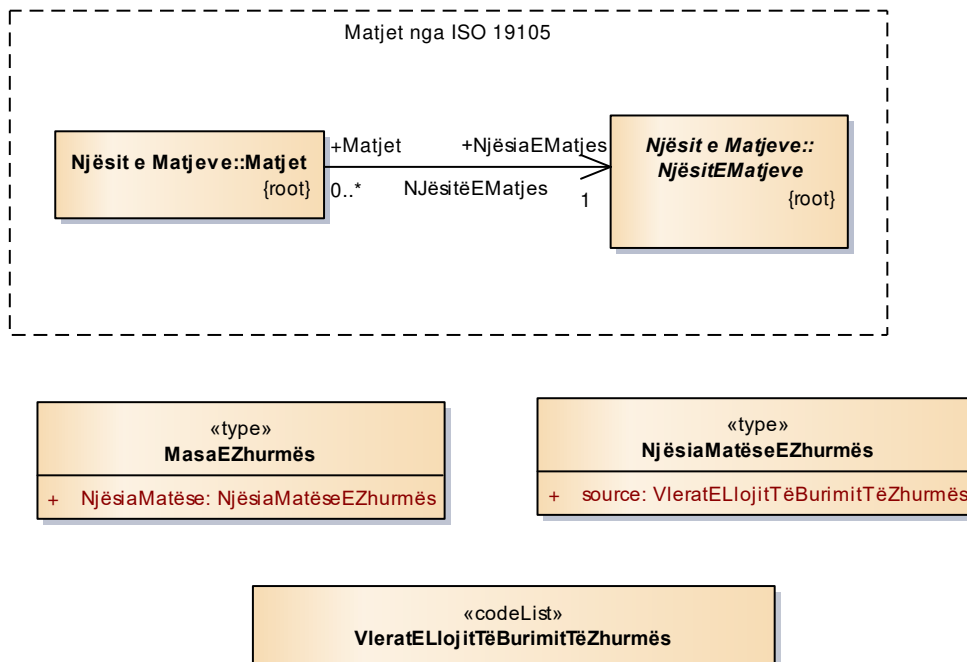 Matjet nga ISO 19105
Njësit e Matjeve::Matjet
{root}
+Matjet
+NjësiaEMatjes
0..*
NJësitëEMatjes
1
Njësit e Matjeve::
NjësitEMatjeve
{root}
«type»
MasaEZhurmës
+ NjësiaMatëse: NjësiaMatëseEZhurmës
«type»
NjësiaMatëseEZhurmës
+ source: VleratELlojitTëBurimitTëZhurmës
«codeList»
VleratELlojitTëBurimitTëZhurmës